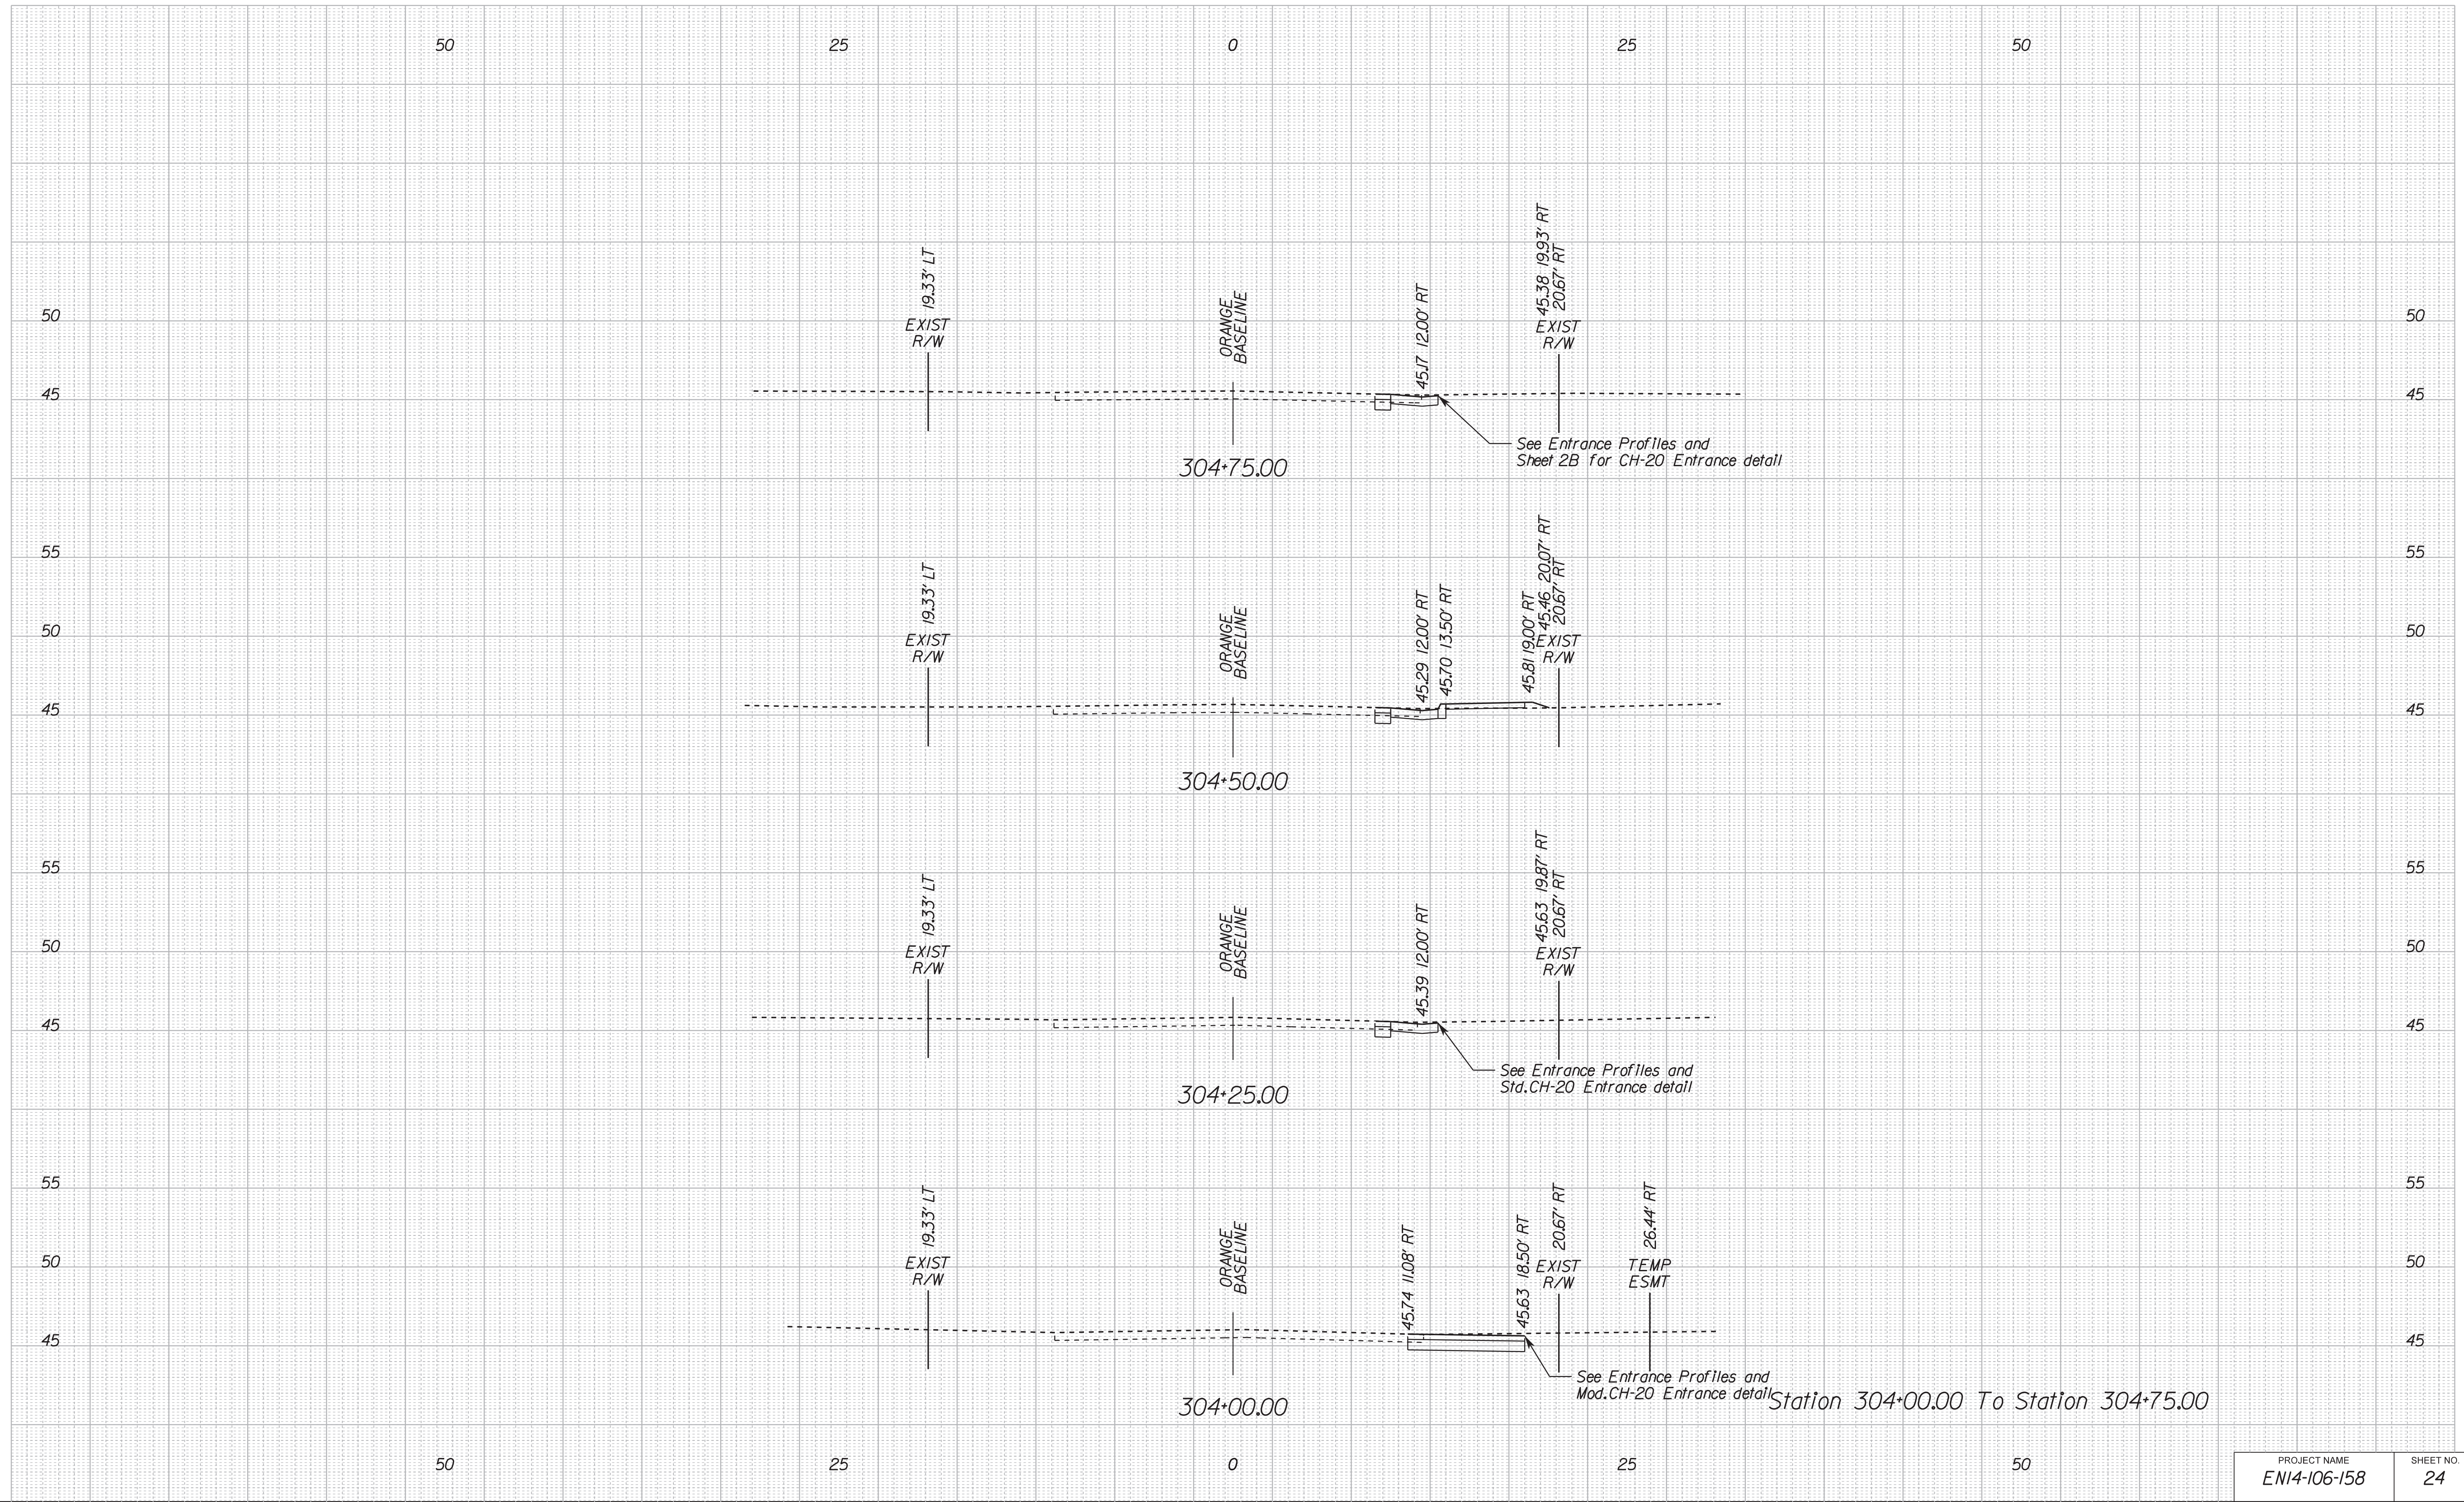 50 25 0 25 50
45.38 19.93' RT
20.67' RT
19.33' LT
EXIST
R/W
ORANGE
BASELINE
45.17 12.00' RT
EXIST
R/W
50 50
45 45
See Entrance Profiles and
Sheet 2B for CH-20 Entrance detail
304+75.00
55 55
19.33' LT
EXIST
R/W
ORANGE
BASELINE
45.29 12.00' RT
45.70 13.50' RT
45.81 19.00' RT
45.46 20.07' RT
20.67' RT
EXIST
R/W
50 50
45 45
304+50.00
55 55
19.33' LT
EXIST
R/W
ORANGE
BASELINE
45.39 12.00' RT
45.63 19.87' RT
20.67' RT
EXIST
R/W
50 50
45 45
See Entrance Profiles and
Std.CH-20 Entrance detail
304+25.00
55 55
19.33' LT
EXIST
R/W
ORANGE
BASELINE
45.74 11.08' RT
45.63 18.50' RT
20.67' RT
EXIST
R/W
26.44' RT
TEMP
ESMT
50 50
45 45
See Entrance Profiles and
Mod.CH-20 Entrance detail
304+00.00
Station 304+00.00 To Station 304+75.00
50 25 0 25 50
PROJECT NAME
EN14-106-158
SHEET NO.
24